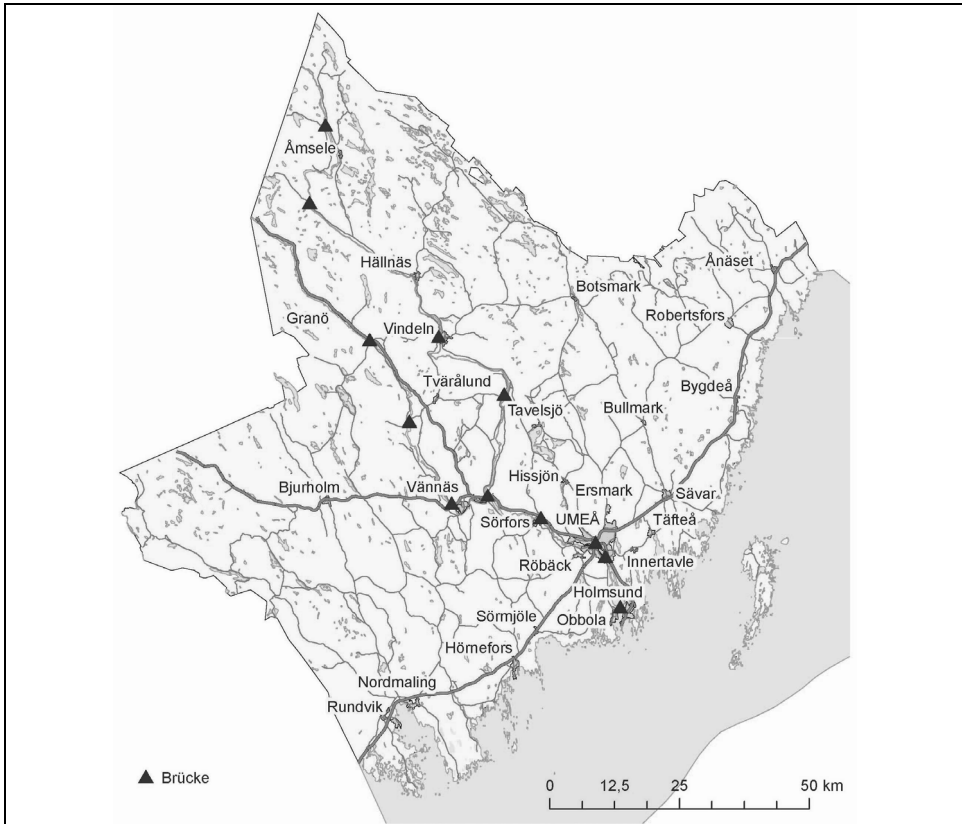 Åmsele
Hällnäs
Ånäset
Botsmark
Granö
Robertsfors
Vindeln
Tvärålund
Bygdeå
Tavelsjö
Bullmark
Hissjön
Bjurholm
Vännäs
Ersmark
Sävar
Sörfors
UMEÅ
Täfteå
Röbäck
Innertavle
Holmsund
Sörmjöle
Obbola
Hörnefors
Nordmaling
Rundvik
Brücke
0 12,5 25 50 km